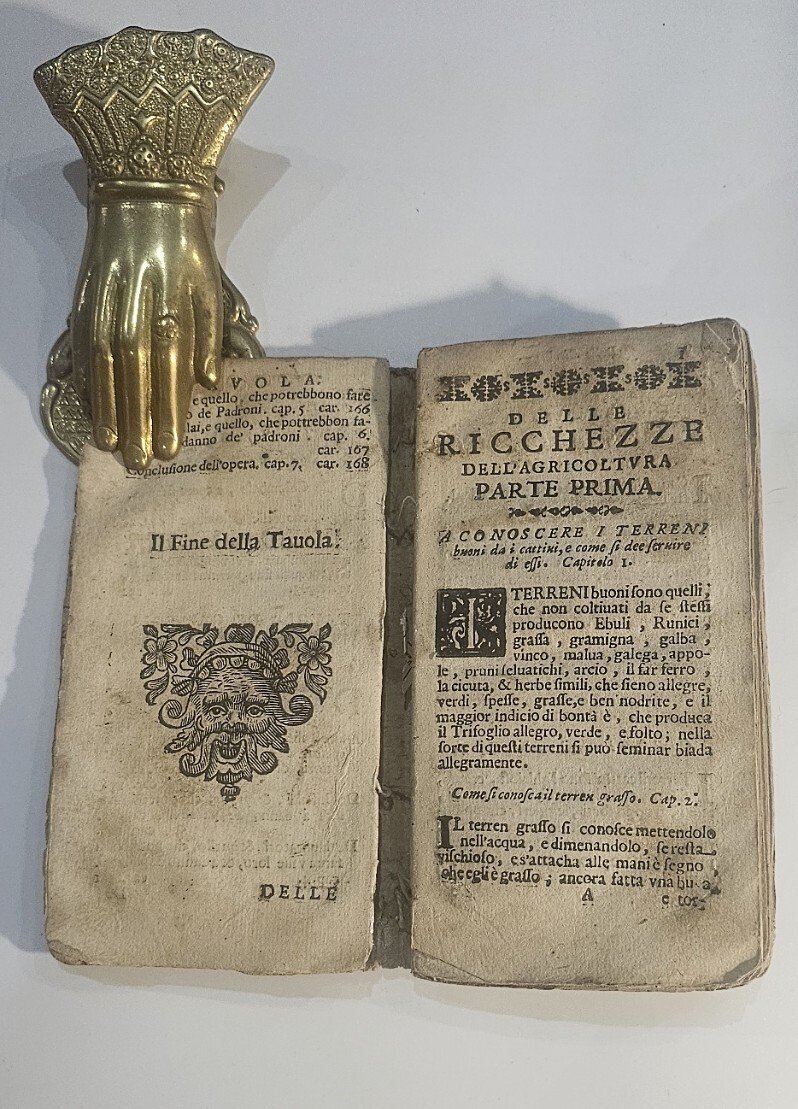 VOLA.
e quello, che potrebbono fare
o de Padroni. cap. 5 car. 166
lai, e quello, che pottrebbon fa-
danno de' padroni. cap. 6.
car. 167
Conclusione dell'opera. cap. 7. car. 168
Il Fine della Tauola.
DELLE
1
DELLE
RICCHEZZE
DELL'AGRICOLTVRA
PARTE PRIMA.
A CONOSCERE I TERRENI
buoni da i cattiui, e come si dee seruire
di essi. Capitolo 1.
I TERRENI buoni sono quelli,
che non coltiuati da se stessi
producono Ebuli, Runici,
grassa, gramigna, galba,
vinco, malua, galega, appo-
le, pruni seluatichi, arcio, il far ferro,
la cicuta, & herbe simili, che sieno allegre,
verdi, spesse, grasse, e ben nodrite, e il
maggior indicio di bontà è, che produca
il Trifoglio allegro, verde, e folto; nella
sorte di questi terreni si può seminar biada
allegramente.
Come si conosca il terren grasso. Cap. 2.
IL terren grasso si conosce mettendolo
nell'acqua, e dimenandolo, se resta
vischioso, e s'attacha alle mani è segno
che egli è grasso; ancora fatta vna
A e tor-